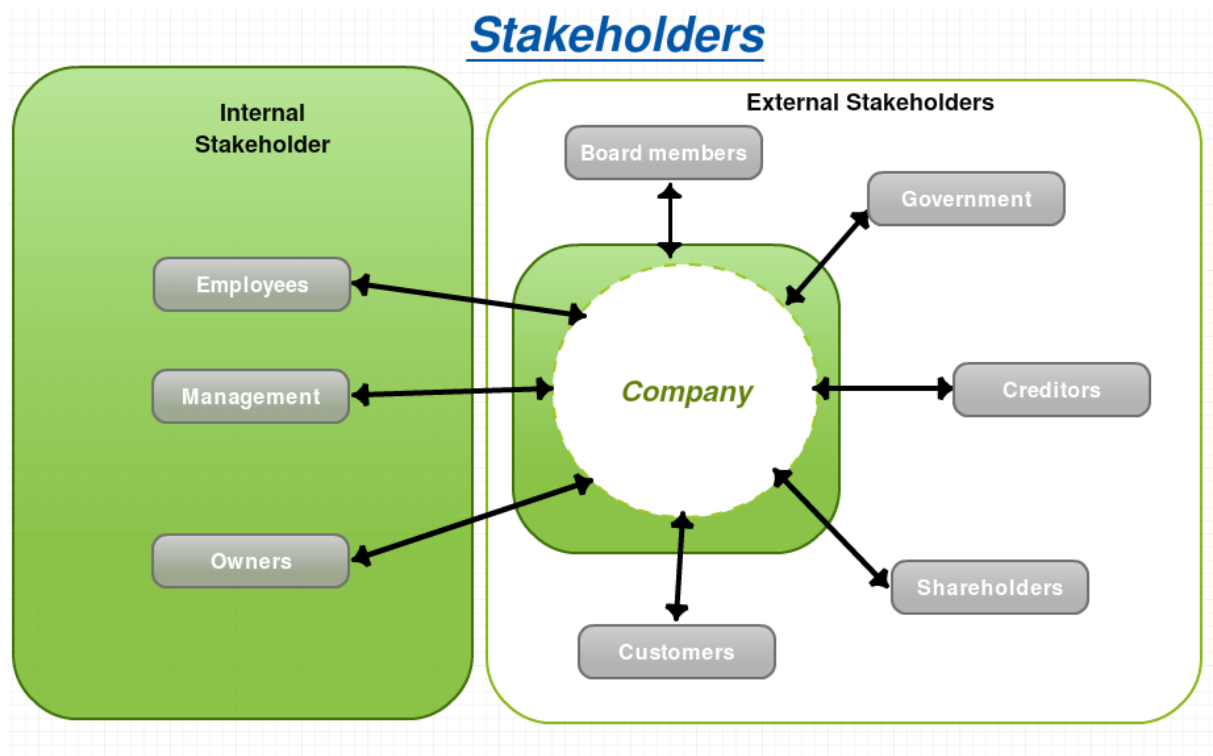 Stakeholders
Internal
Stakeholder
Employees
Management
Owners
External Stakeholders
Board members
Government
Company
Creditors
Shareholders
Customers